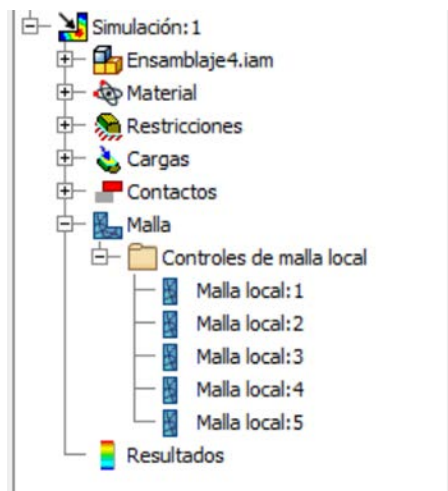 Simulación:1
Ensamblaje4.iam
Material
Restricciones
Cargas
Contactos
Malla
Controles de malla local
Malla local:1
Malla local:2
Malla local:3
Malla local:4
Malla local:5
Resultados